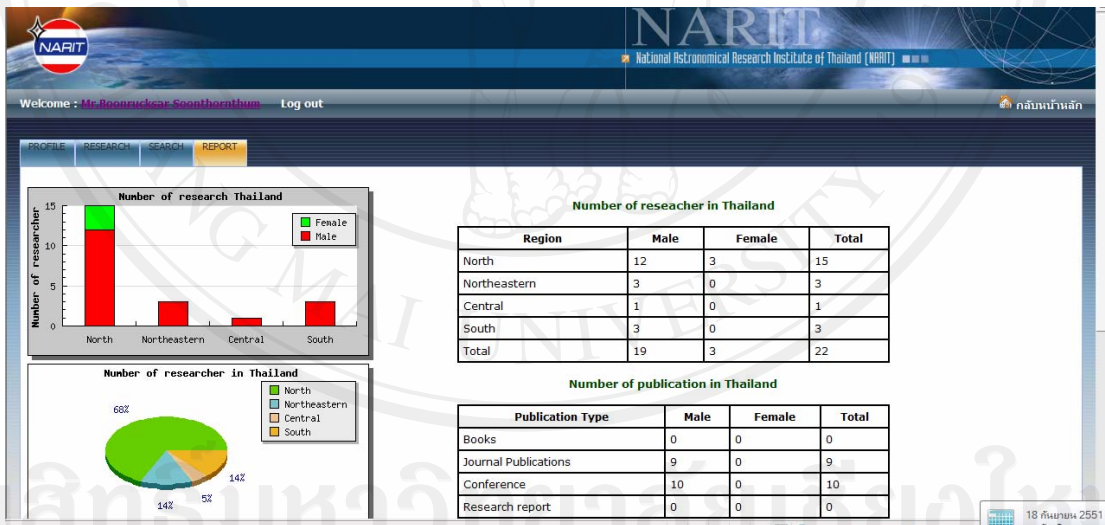 NARIT
NARIT
National Astronomical Research Institute of Thailand (NARIT)
Welcome : Mr.Boonrucksar Soonthornthum Log out
กลับหน้าหลัก
PROFILE RESEARCH SEARCH REPORT
Number of research Thailand
Number of researcher
15
10
5
0
Female
Male
North Northeastern Central South
Number of researcher in Thailand
North
Northeastern
Central
South
68%
14%
5%
14%
Number of reseacher in Thailand
Region Male Female Total
North 12 3 15
Northeastern 3 0 3
Central 1 0 1
South 3 0 3
Total 19 3 22
Number of publication in Thailand
Publication Type Male Female Total
Books 0 0 0
Journal Publications 9 0 9
Conference 10 0 10
Research report 0 0 0
18 กันยายน 2551
NG MAI UNIVERSITY